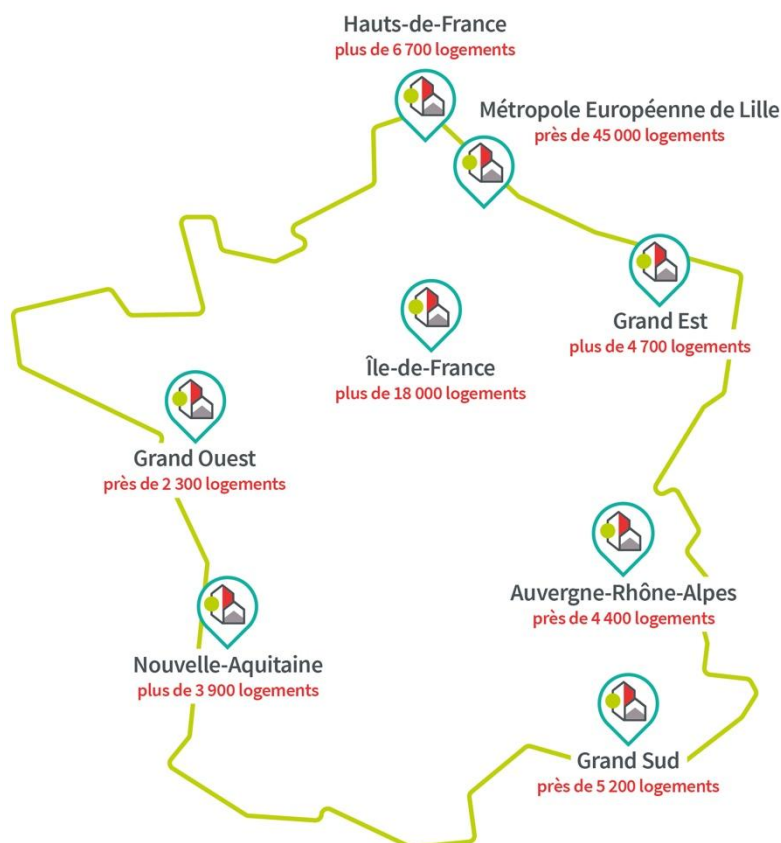 Hauts-de-France
plus de 6 700 logements
Métropole Européenne de Lille
près de 45 000 logements
Grand Est
plus de 4 700 logements
Île-de-France
plus de 18 000 logements
Grand Ouest
près de 2 300 logements
Auvergne-Rhône-Alpes
près de 4 400 logements
Nouvelle-Aquitaine
plus de 3 900 logements
Grand Sud
près de 5 200 logements